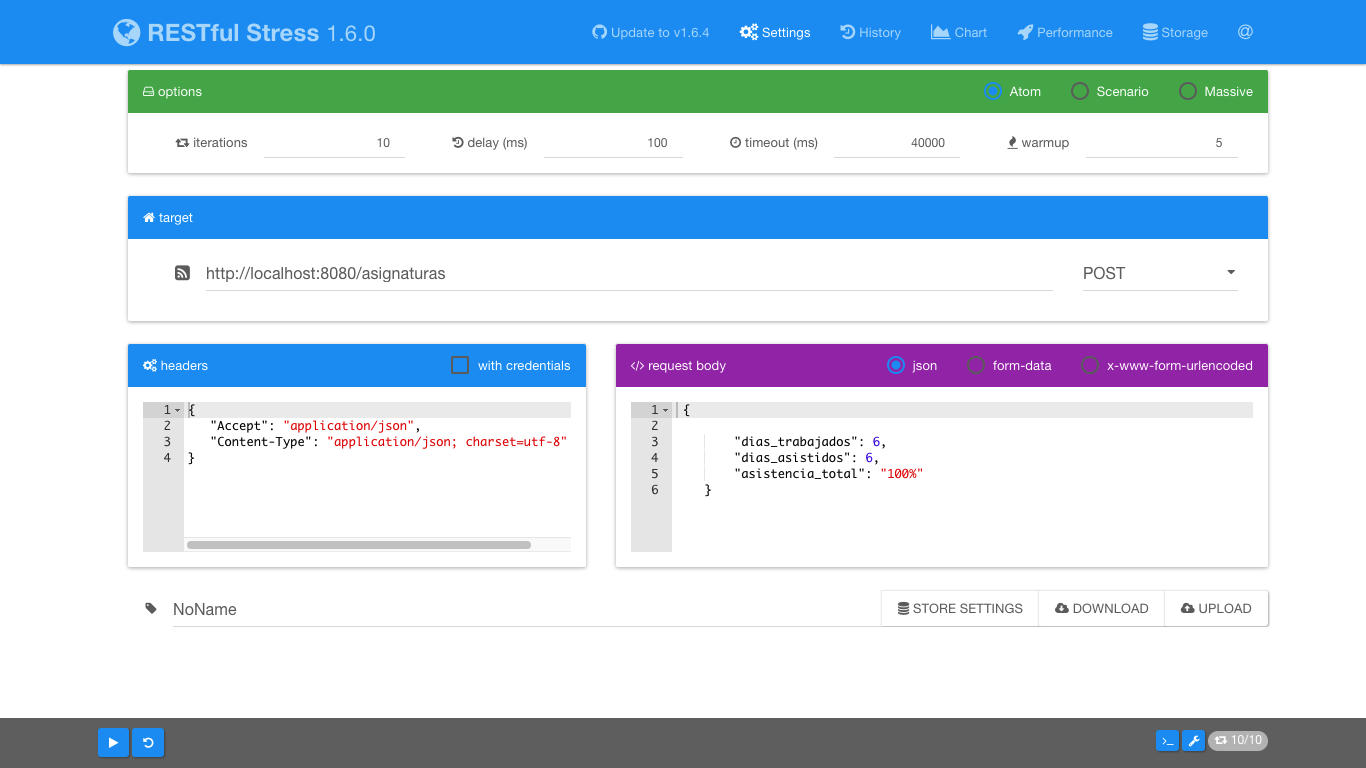 RESTful Stress 1.6.0 Update to v1.6.4 Settings History Chart Performance Storage @
options Atom Scenario Massive
iterations 10 delay (ms) 100 timeout (ms) 40000 warmup 5
target
http://localhost:8080/asignaturas POST
headers with credentials
1 {
2 "Accept": "application/json",
3 "Content-Type": "application/json; charset=utf-8"
4 }
</> request body json form-data x-www-form-urlencoded
1 {
2
3 "dias_trabajados": 6,
4 "dias_asistidos": 6,
5 "asistencia_total": "100%"
6 }
NoName STORE SETTINGS DOWNLOAD UPLOAD
>_ 10/10